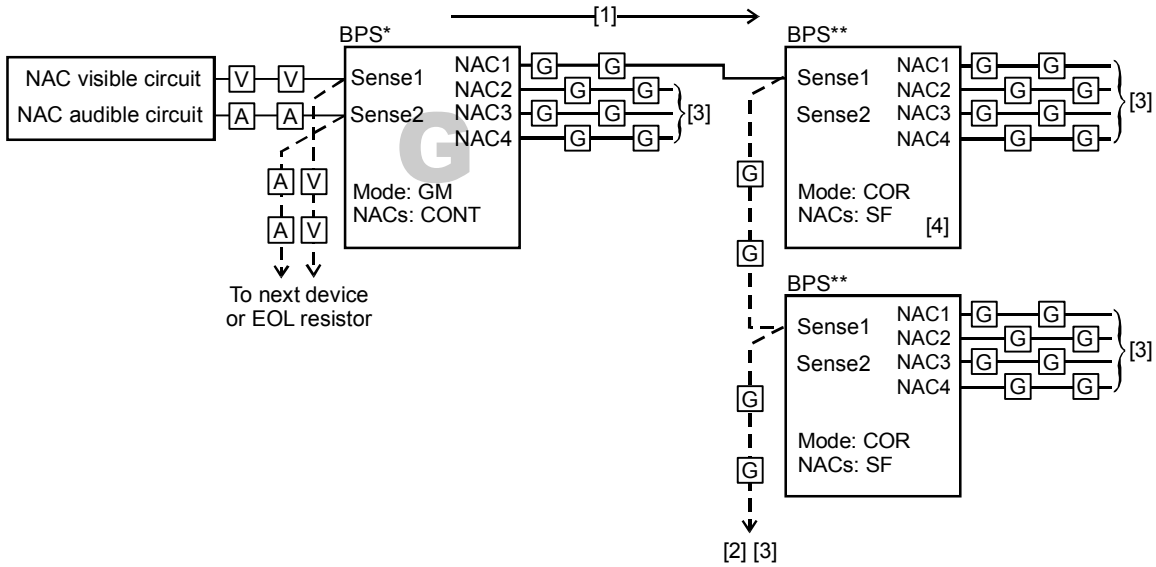 [1]
BPS*
BPS**
NAC visible circuit
NAC audible circuit
V
V
A
A
Sense1
Sense2
NAC1
NAC2
NAC3
NAC4
G
Mode: GM
NACs: CONT
G
G
G
G
G
G
G
G
[3]
A
V
A
V
To next device
or EOL resistor
Sense1
Sense2
NAC1
NAC2
NAC3
NAC4
Mode: COR
NACs: SF
[4]
G
G
G
G
G
G
G
G
[3]
G
G
BPS**
Sense1
Sense2
NAC1
NAC2
NAC3
NAC4
Mode: COR
NACs: SF
G
G
G
G
G
G
G
G
[3]
G
G
[2] [3]